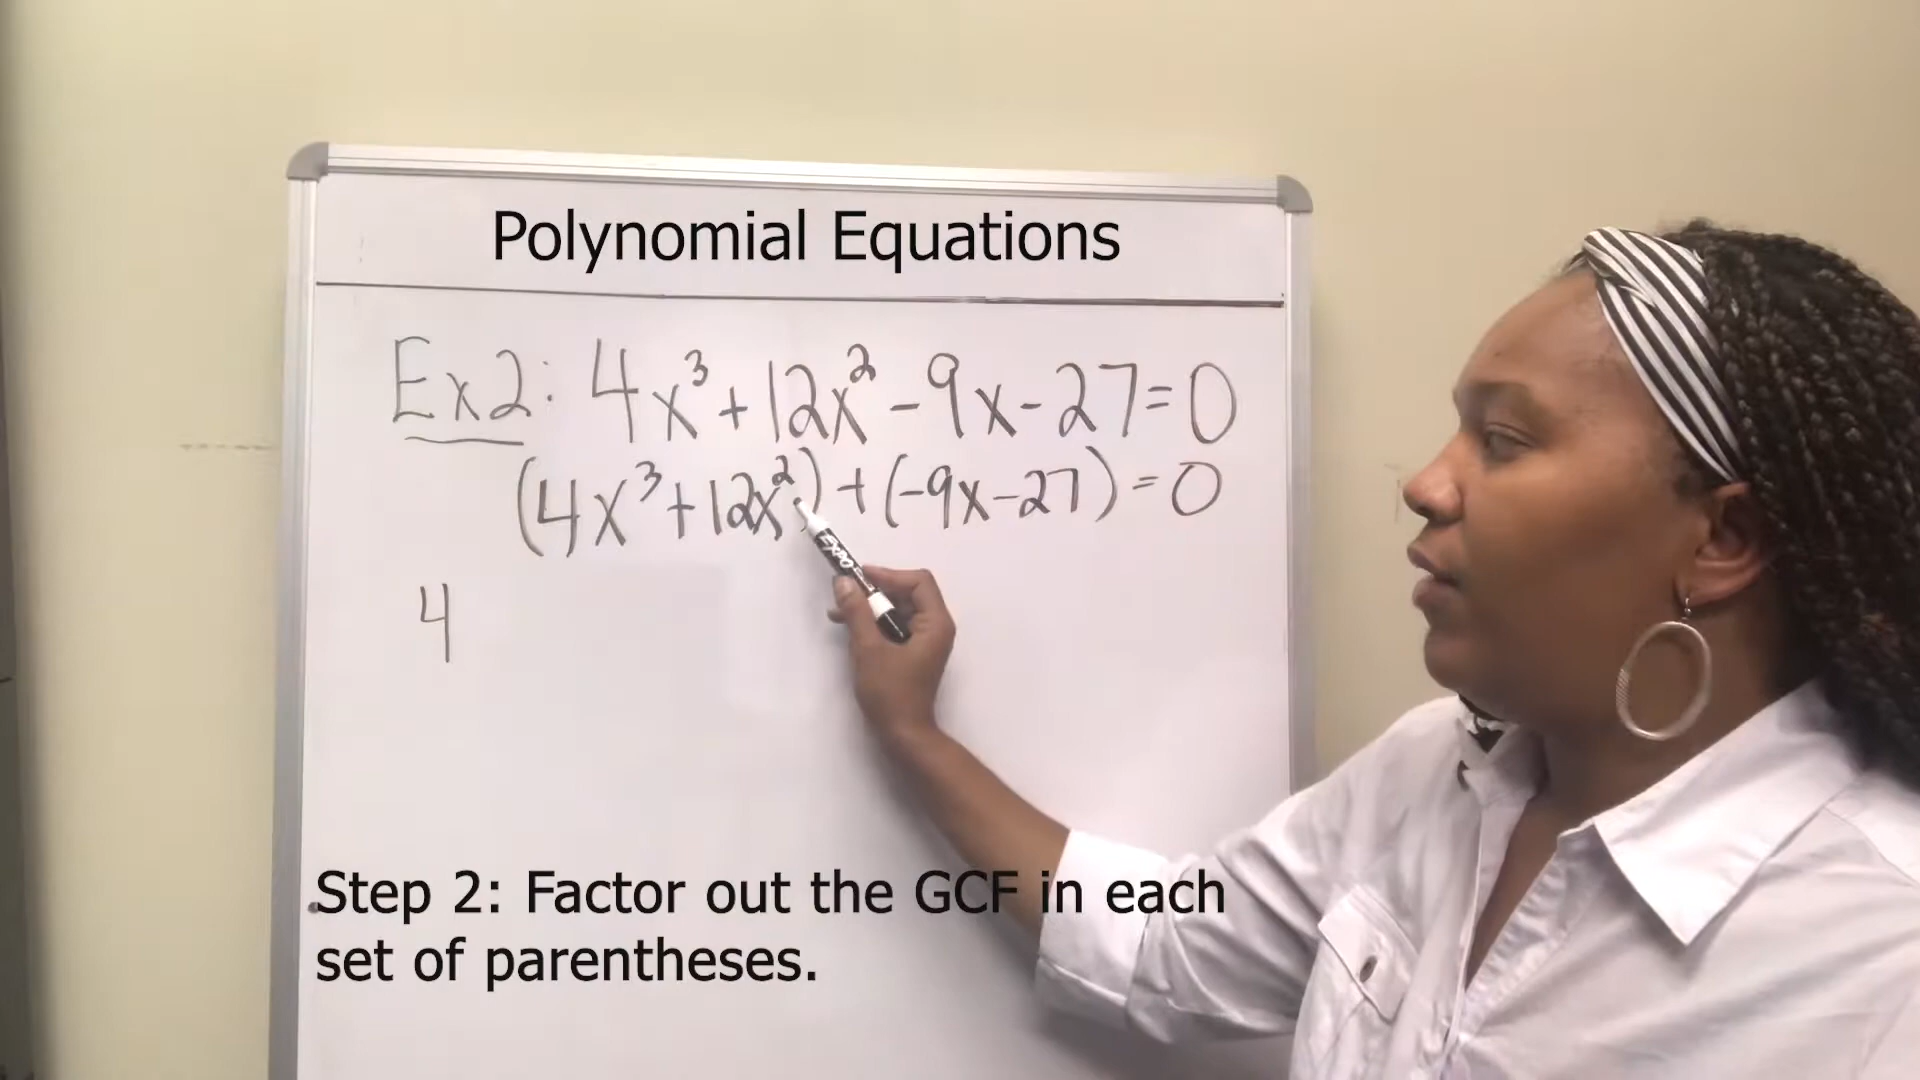 Polynomial Equations
Ex2: 4x³+12x²-9x-27=0
(4x³+12x²)+(-9x-27)=0
EXPO
4
Step 2: Factor out the GCF in each
set of parentheses.